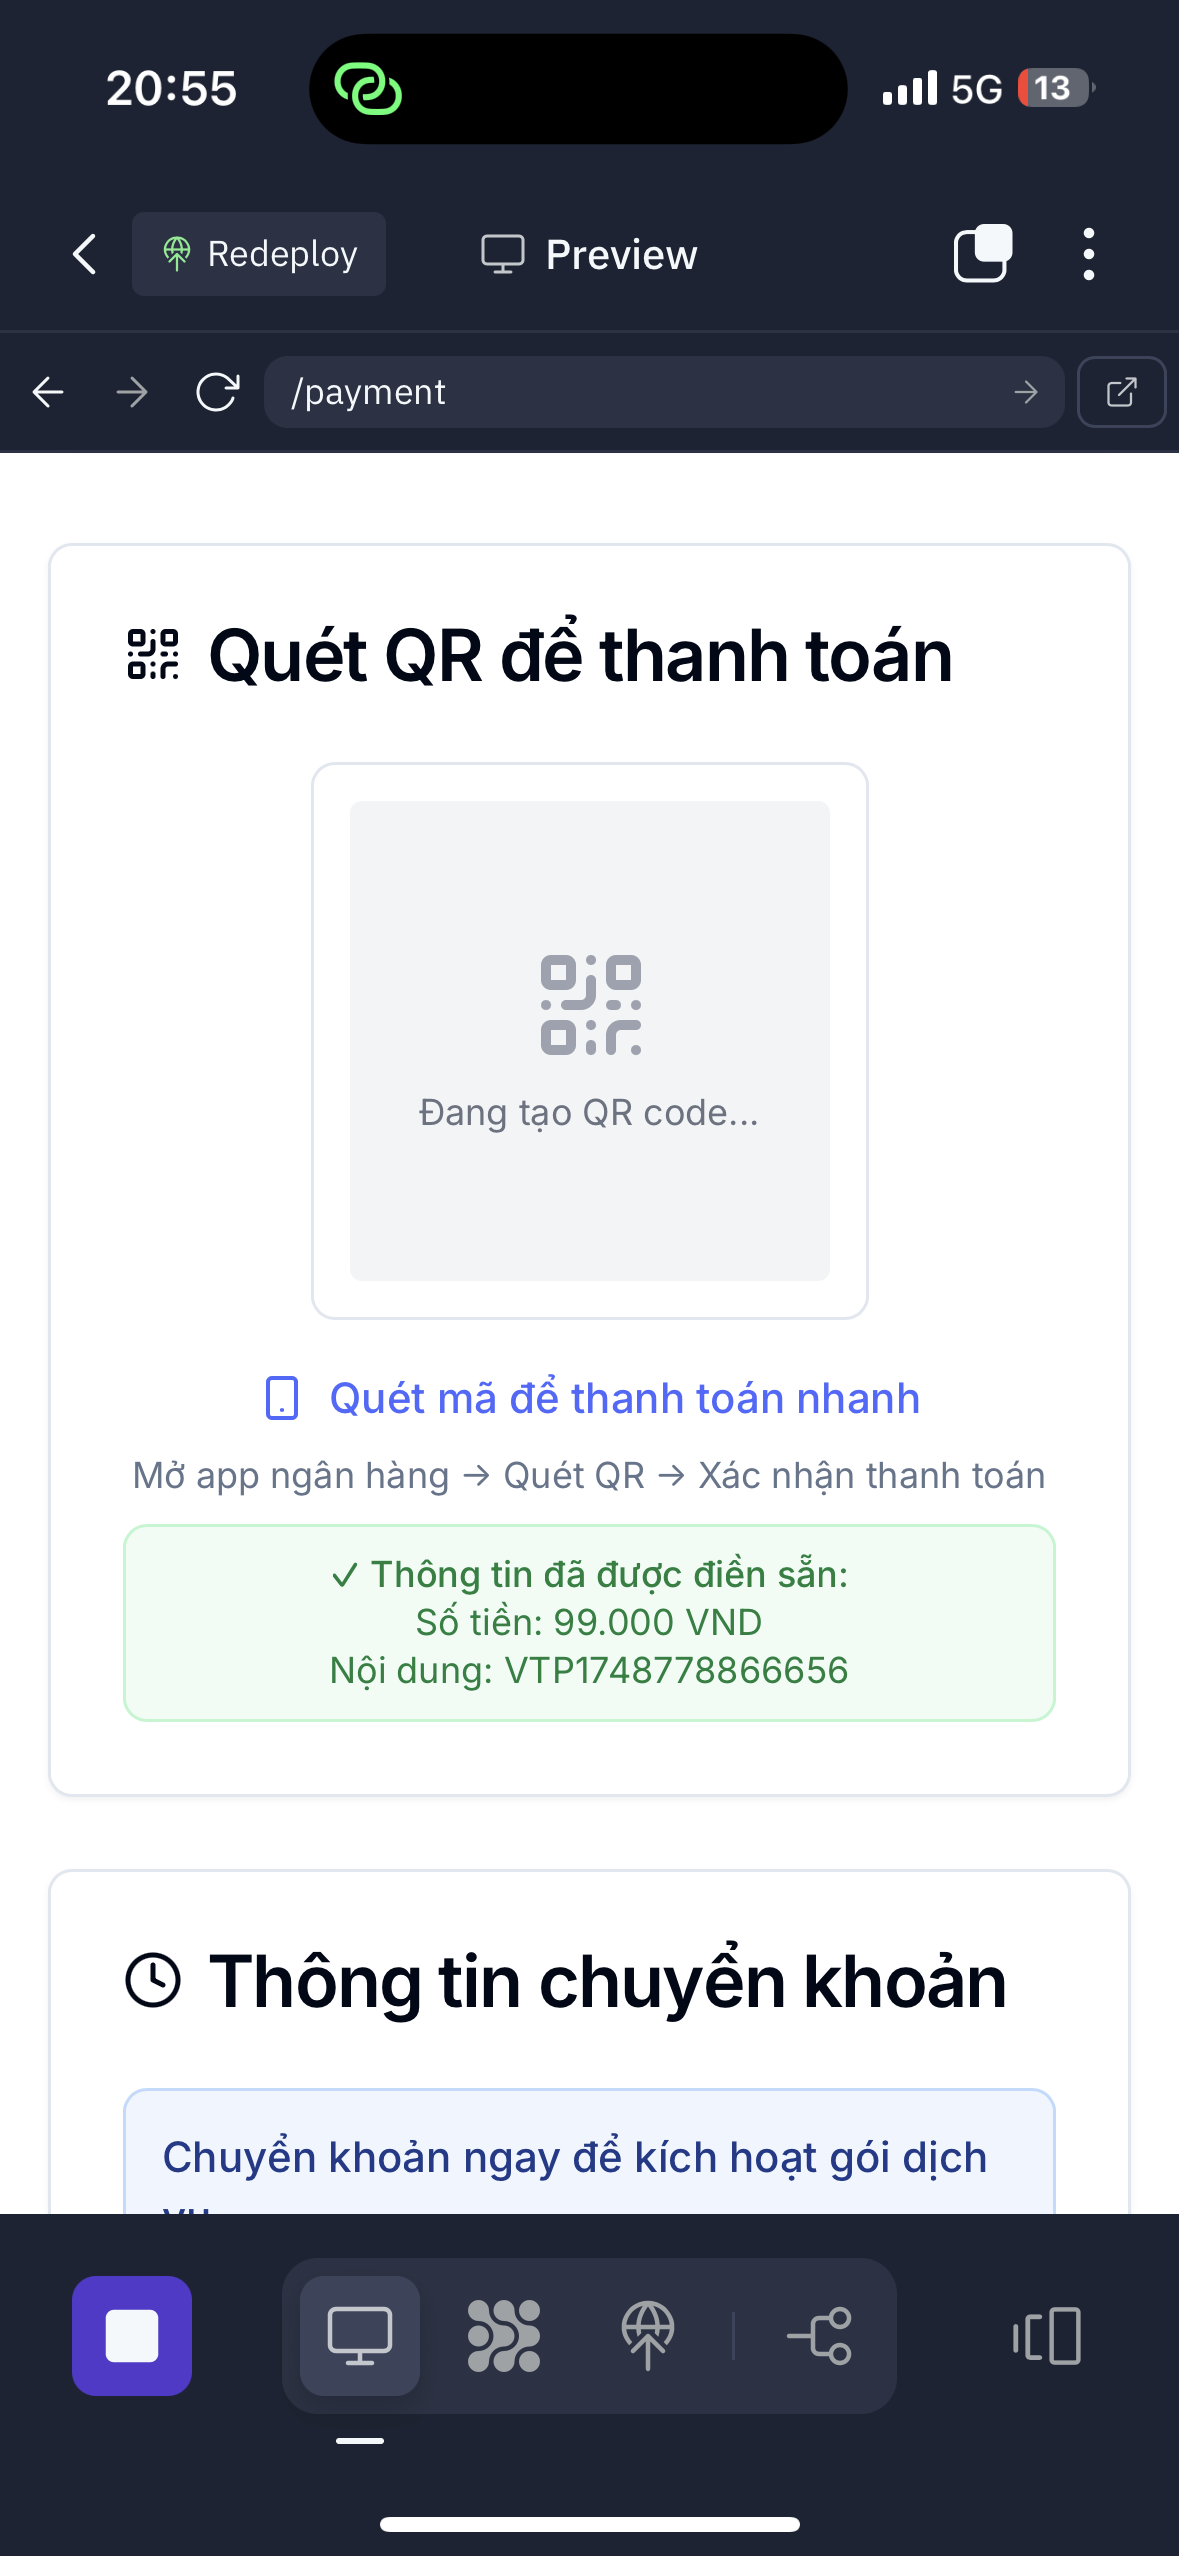 20:55
5G
13
Redeploy
Preview
/payment
Quét QR để thanh toán
Đang tạo QR code...
Quét mã để thanh toán nhanh
Mở app ngân hàng → Quét QR → Xác nhận thanh toán
✓ Thông tin đã được điền sẵn:
Số tiền: 99.000 VND
Nội dung: VTP1748778866656
Thông tin chuyển khoản
Chuyển khoản ngay để kích hoạt gói dịch